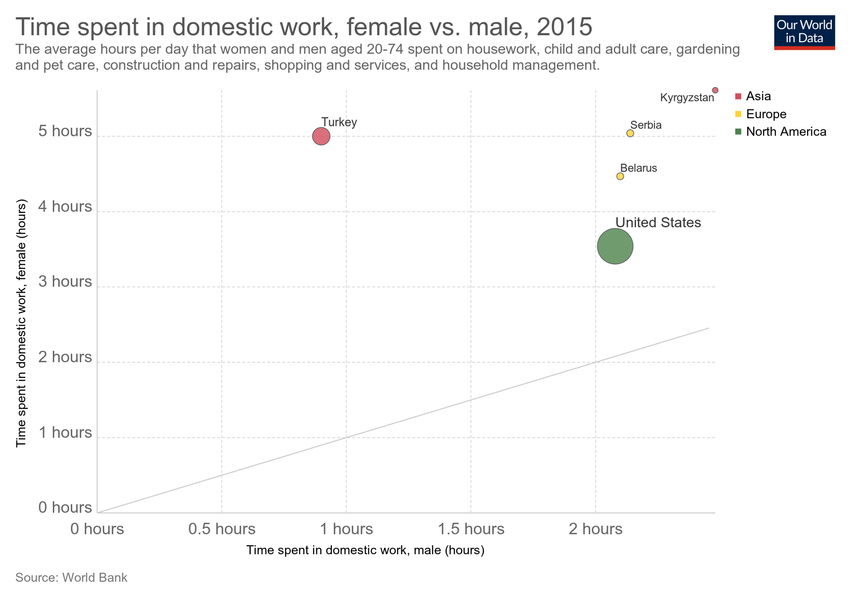 Time spent in domestic work, female vs. male, 2015
The average hours per day that women and men aged 20-74 spent on housework, child and adult care, gardening
and pet care, construction and repairs, shopping and services, and household management.
Our World
in Data
Kyrgyzstan
Asia
Europe
North America
Turkey
Serbia
Belarus
United States
5 hours
4 hours
3 hours
2 hours
1 hours
0 hours
Time spent in domestic work, female (hours)
0 hours
0.5 hours
1 hours
1.5 hours
2 hours
Time spent in domestic work, male (hours)
Source: World Bank